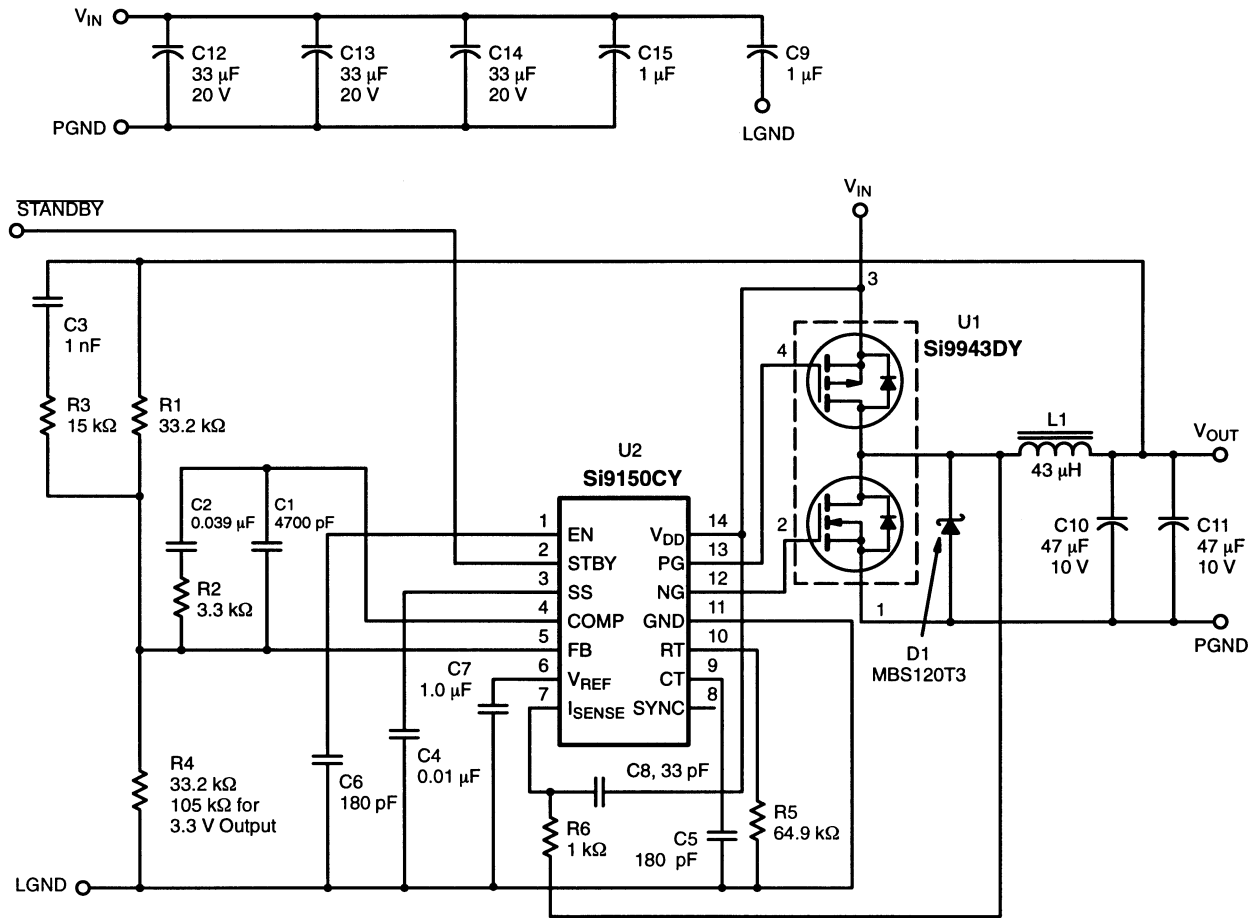 VIN
C12
33 µF
20 V
C13
33 µF
20 V
C14
33 µF
20 V
C15
1 µF
C9
1 µF
PGND
LGND
STANDBY
VIN
3
C3
1 nF
R3
15 kΩ
R1
33.2 kΩ
U1
Si9943DY
4
2
1
L1
43 µH
VOUT
C10
47 µF
10 V
C11
47 µF
10 V
PGND
D1
MBS120T3
C2
0.039 µF
C1
4700 pF
R2
3.3 kΩ
U2
Si9150CY
1 EN
2 STBY
3 SS
4 COMP
5 FB
6 VREF
7 ISENSE
VDD 14
PG 13
NG 12
GND 11
RT 10
CT 9
SYNC 8
C7
1.0 µF
R4
33.2 kΩ
105 kΩ for
3.3 V Output
C6
180 pF
C4
0.01 µF
C8, 33 pF
R6
1 kΩ
C5
180 pF
R5
64.9 kΩ
LGND